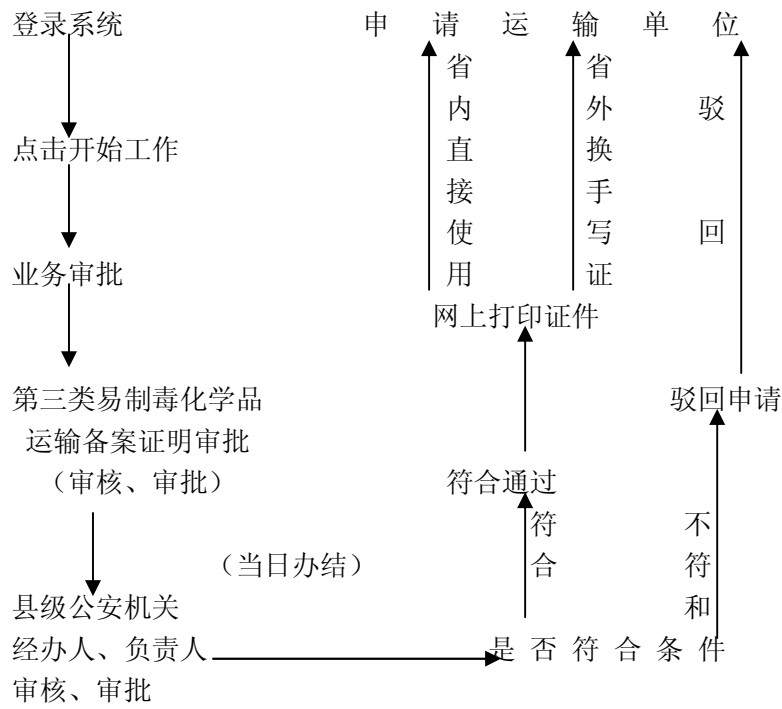 登录系统
点击开始工作
业务审批
第三类易制毒化学品
运输备案证明审批
（审核、审批）
（当日办结）
县级公安机关
经办人、负责人
审核、审批
是否符合条件
符合
符合通过
网上打印证件
省内直接使用
省外换手写证
不符和
驳回申请
驳回
申请运输单位